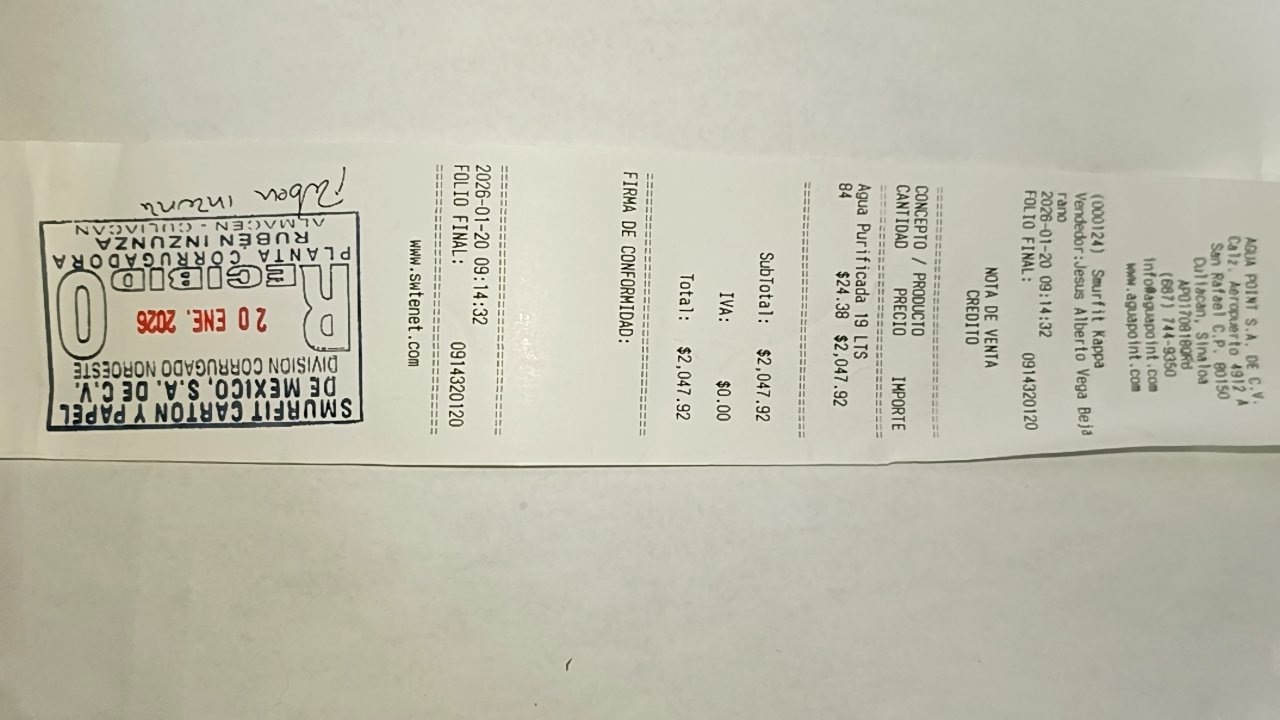 AGUA POINT S.A. DE C.V.
Calz. Aeropuerto 4912 A
San Rafael C.P. 80150
Culiacan, Sinaloa
(667) 744-9350
info@aguapoint.com
www.aguapoint.com
(000124) Smurfit Kappa
Vendedor:Jesus Alberto Vega Beja
rano
2026-01-20 09:14:32
FOLIO FINAL: 0914320120
NOTA DE VENTA
CREDITO
CONCEPTO / PRODUCTO
CANTIDAD PRECIO IMPORTE
Agua Purificada 19 LTS
84 $24.38 $2,047.92
SubTotal: $2,047.92
IVA: $0.00
Total: $2,047.92
FIRMA DE CONFORMIDAD:
2026-01-20 09:14:32
FOLIO FINAL: 0914320120
www.swtenet.com
SMURFIT CARTON Y PAPEL
DE MEXICO, S.A. DE C.V.
DIVISION CORRUGADO NOROESTE
20 ENE. 2026
RECIBIDO
PLANTA CORRUGADORA
RUBÉN INZUNZA
ALMACEN - CULIACAN
Ruben Inzunza